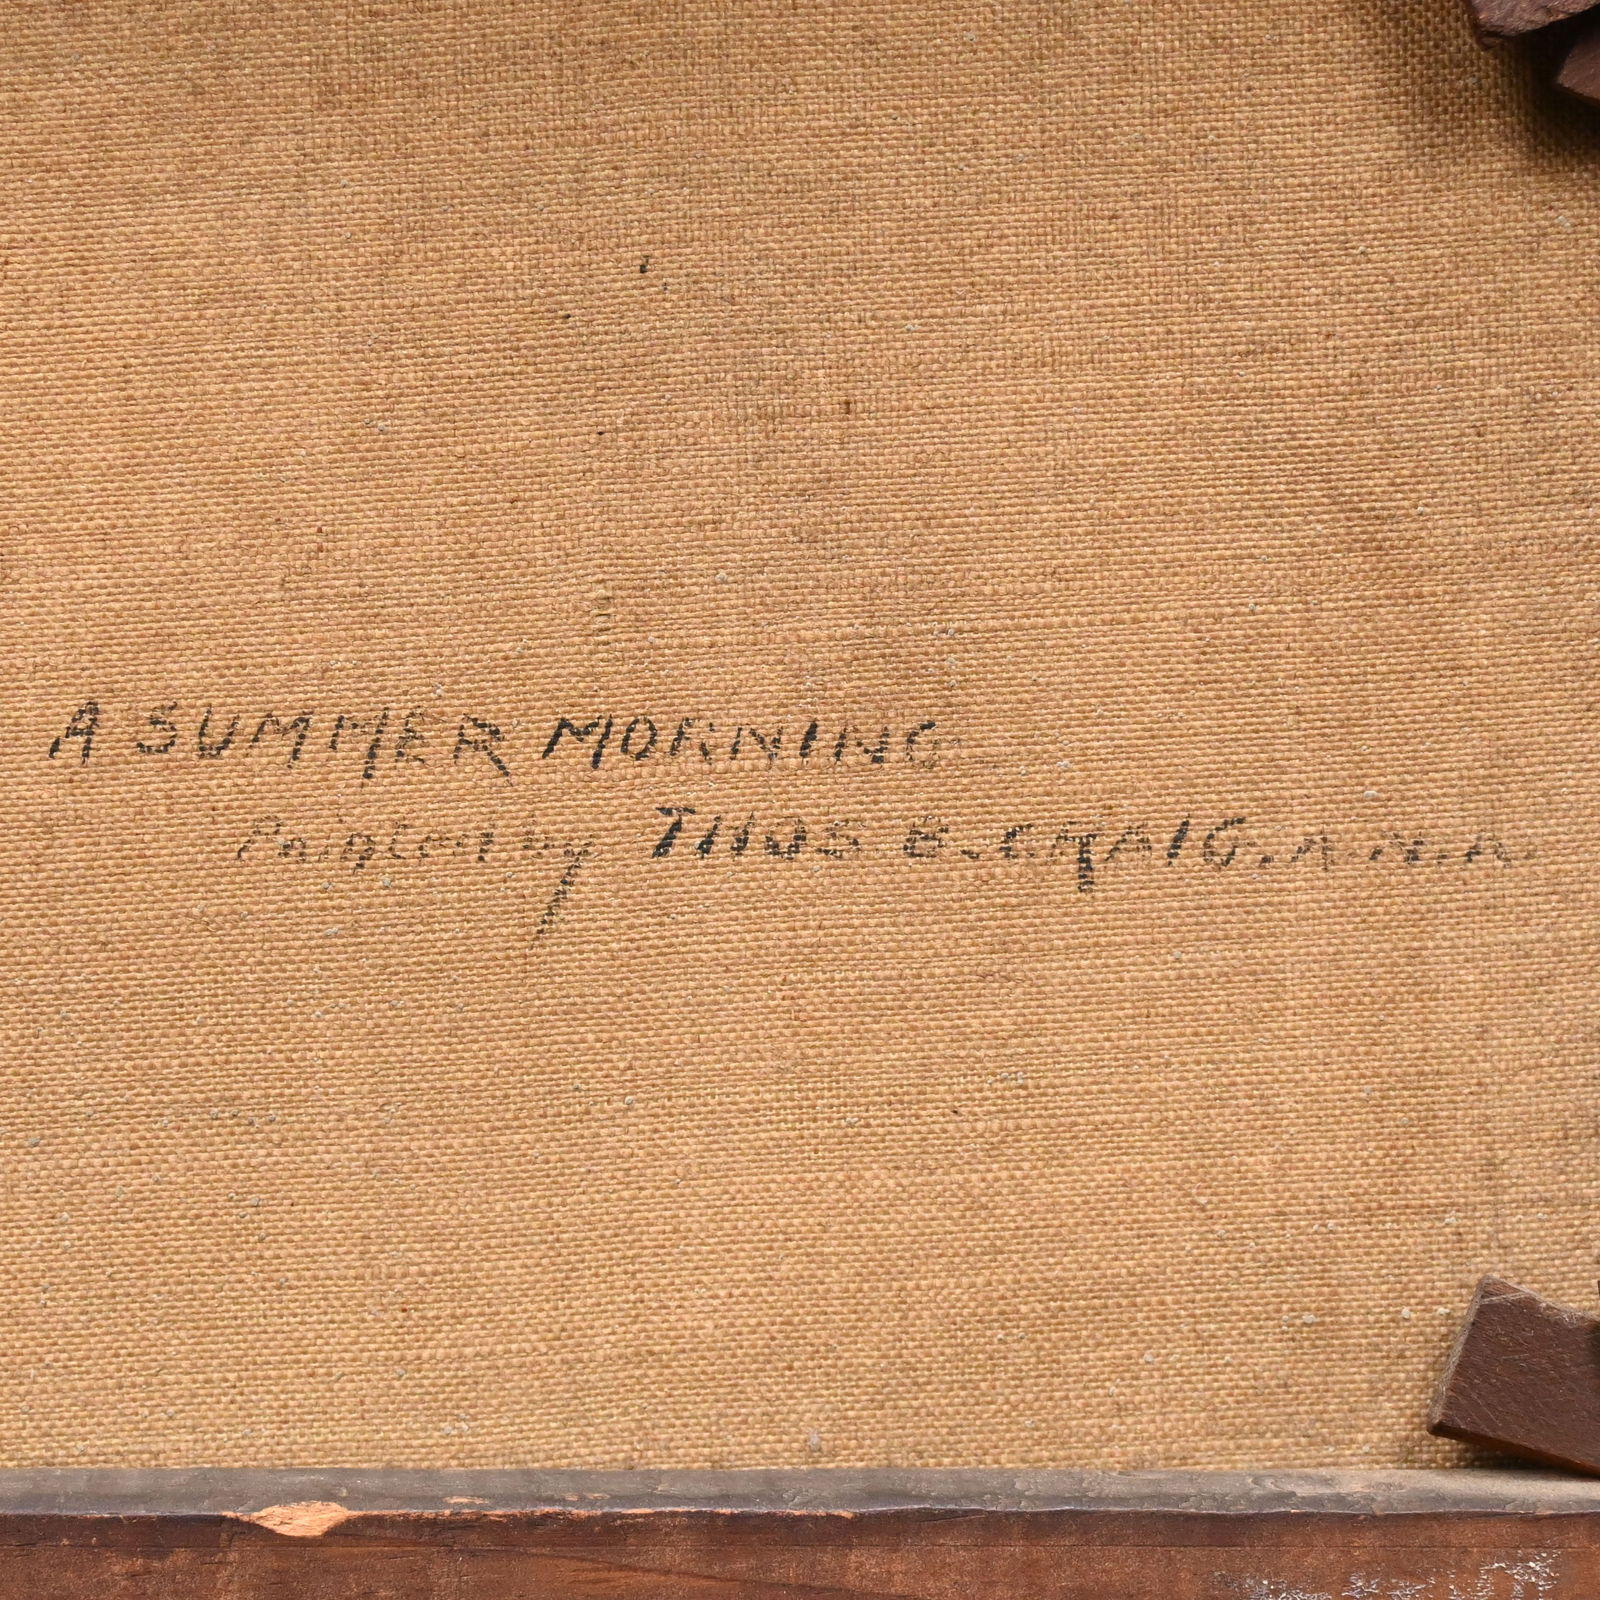 A SUMMER MORNING
Painted by THOS B. CRAIG. A.N.A.